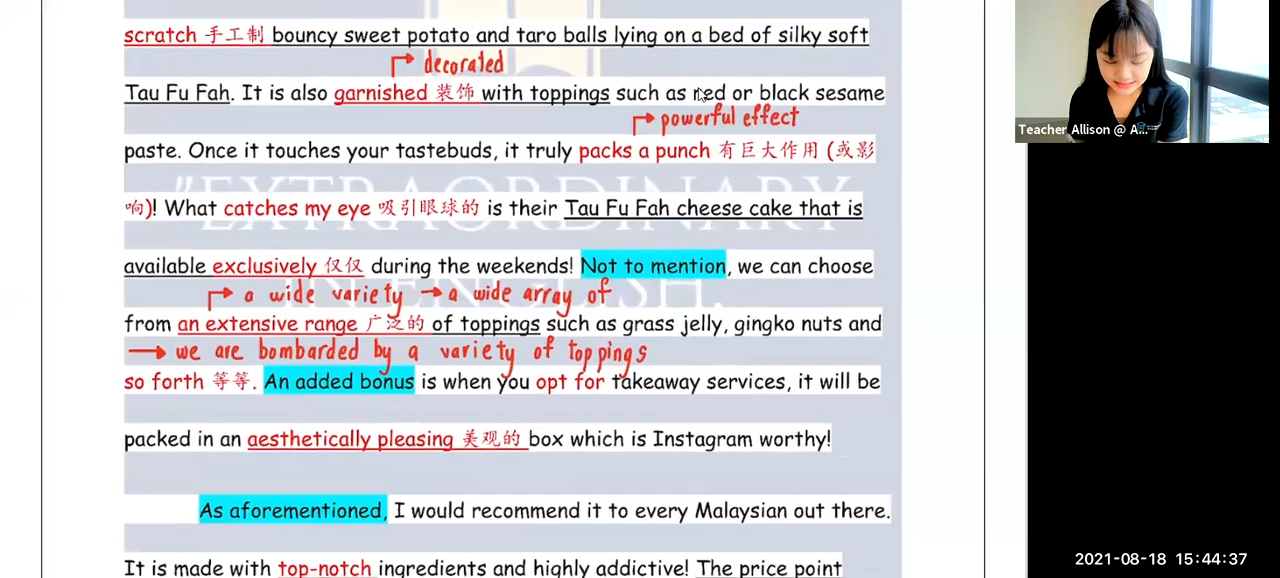 scratch 手工制 bouncy sweet potato and taro balls lying on a bed of silky soft
decorated
Tau Fu Fah. It is also garnished 装饰 with toppings such as red or black sesame
powerful effect
paste. Once it touches your tastebuds, it truly packs a punch 有巨大作用 (或影
"EXTRAORDINARY
响)! What catches my eye 吸引眼球的 is their Tau Fu Fah cheese cake that is
available exclusively 仅仅 during the weekends! Not to mention, we can choose
IN ENGLISH.
a wide variety → a wide array of
from an extensive range 广泛的 of toppings such as grass jelly, gingko nuts and
→ we are bombarded by a variety of toppings
so forth 等等. An added bonus is when you opt for takeaway services, it will be
packed in an aesthetically pleasing 美观的 box which is Instagram worthy!
As aforementioned, I would recommend it to every Malaysian out there.
It is made with top-notch ingredients and highly addictive! The price point
Teacher Allison @ A...
2021-08-18 15:44:37